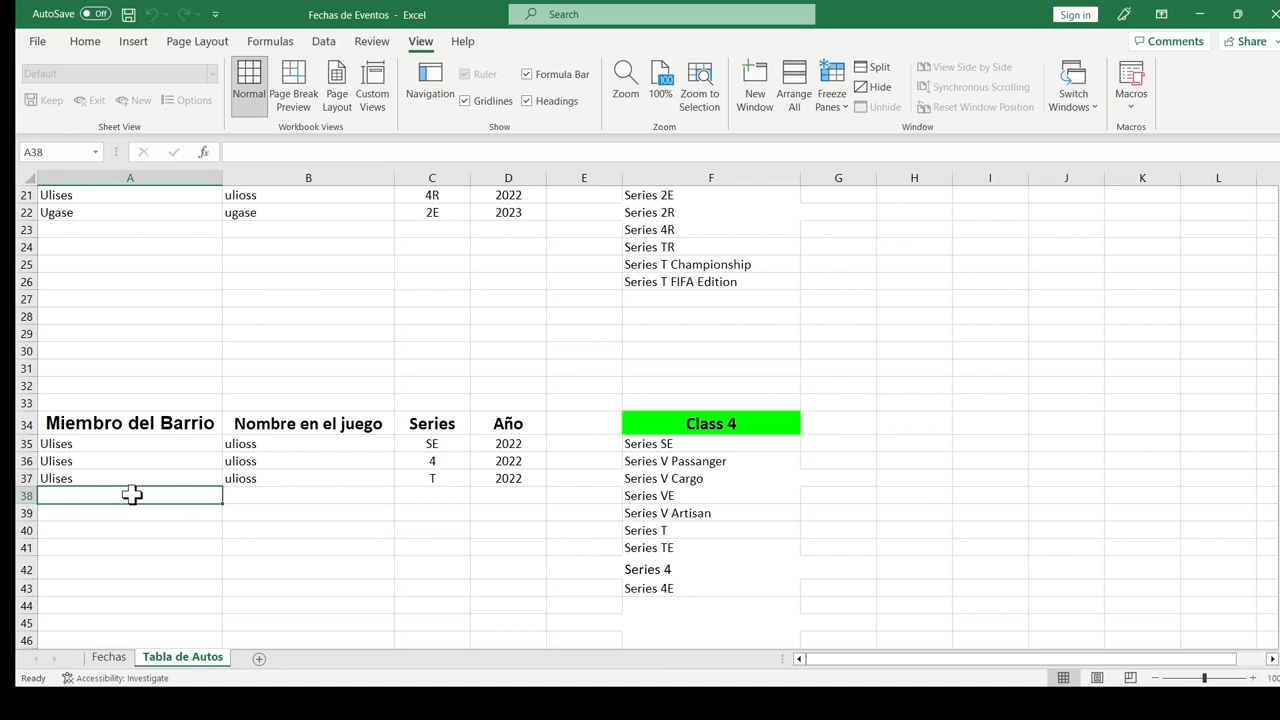 AutoSave Off Fechas de Eventos - Excel Search Sign in
File Home Insert Page Layout Formulas Data Review View Help Comments Share
Default
Keep Exit New Options
Sheet View
Normal Page Break Preview Page Layout Custom Views
Workbook Views
Navigation Ruler Formula Bar
Gridlines Headings
Show
Zoom 100% Zoom to Selection
100
Zoom
New Window Arrange All Freeze Panes Split Hide Unhide
View Side by Side
Synchronous Scrolling
Reset Window Position
Switch Windows
Window
Macros
Macros
A38 fx
A B C D E F G H I J K L
21 Ulises ulioss 4R 2022 Series 2E
22 Ugase ugase 2E 2023 Series 2R
23 Series 4R
24 Series TR
25 Series T Championship
26 Series T FIFA Edition
27
28
29
30
31
32
33
34 Miembro del Barrio Nombre en el juego Series Año Class 4
35 Ulises ulioss SE 2022 Series SE
36 Ulises ulioss 4 2022 Series V Passanger
37 Ulises ulioss T 2022 Series V Cargo
38 Series VE
39 Series V Artisan
40 Series T
41 Series TE
42 Series 4
43 Series 4E
44
45
46
Fechas Tabla de Autos
Ready Accessibility: Investigate 100